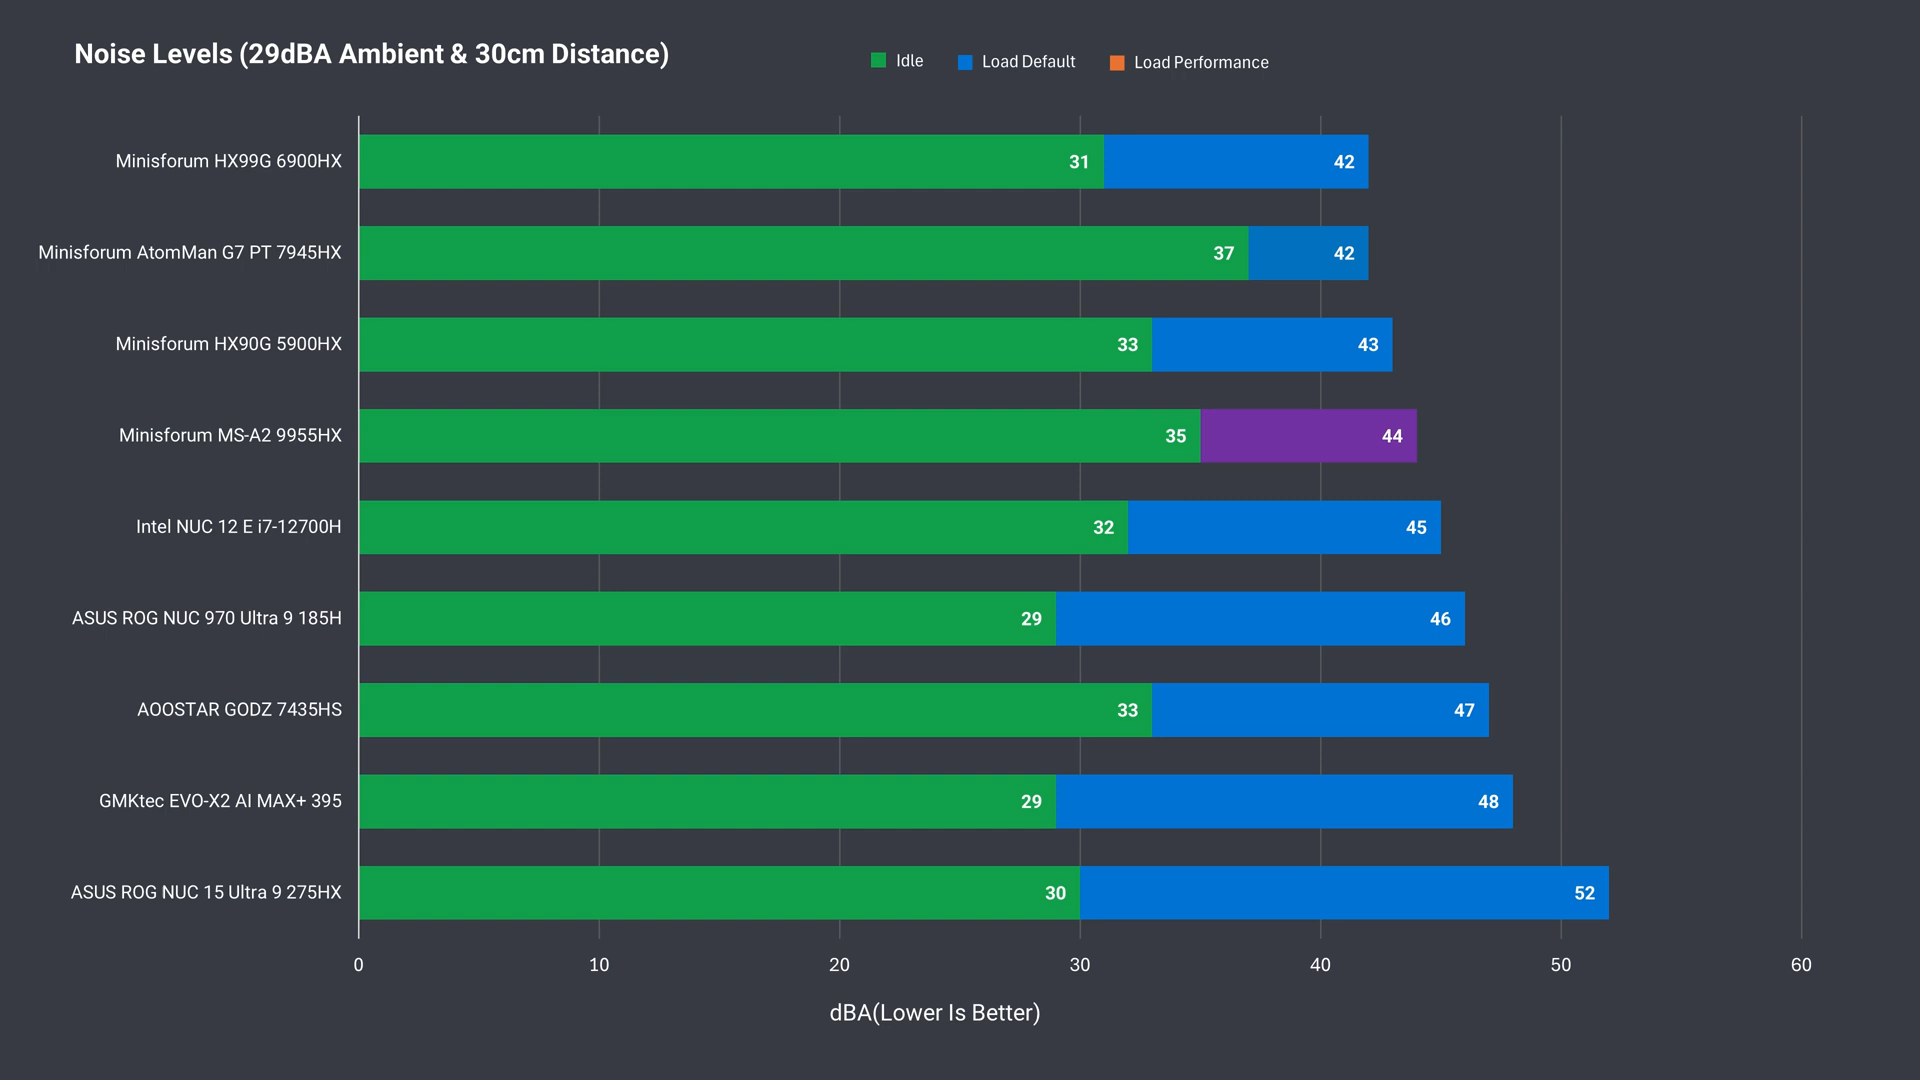 Noise Levels (29dBA Ambient & 30cm Distance)
Idle Load Default Load Performance
Minisforum HX99G 6900HX 31 42
Minisforum AtomMan G7 PT 7945HX 37 42
Minisforum HX90G 5900HX 33 43
Minisforum MS-A2 9955HX 35 44
Intel NUC 12 E i7-12700H 32 45
ASUS ROG NUC 970 Ultra 9 185H 29 46
AOOSTAR GODZ 7435HS 33 47
GMKtec EVO-X2 AI MAX+ 395 29 48
ASUS ROG NUC 15 Ultra 9 275HX 30 52
0 10 20 30 40 50 60
dBA(Lower Is Better)